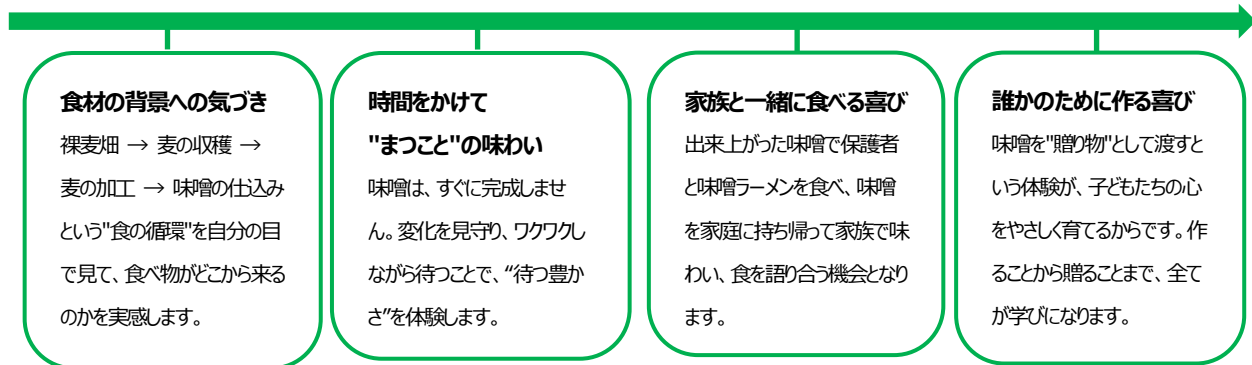 食材の背景への気づき
裸麦畑 → 麦の収穫 →
麦の加工 → 味噌の仕込み
という"食の循環"を自分の目
で見て、食べ物がどこから来る
のかを実感します。
時間をかけて
"まつこと"の味わい
味噌は、すぐに完成しませ
ん。変化を見守り、ワクワクし
ながら待つことで、“待つ豊か
さ”を体験します。
家族と一緒に食べる喜び
出来上がった味噌で保護者
と味噌ラーメンを食べ、味噌
を家庭に持ち帰って家族で味
わい、食を語り合う機会となり
ます。
誰かのために作る喜び
味噌を"贈り物"として渡すと
いう体験が、子どもたちの心
をやさしく育てるからです。作
ることから贈ることまで、全て
が学びになります。